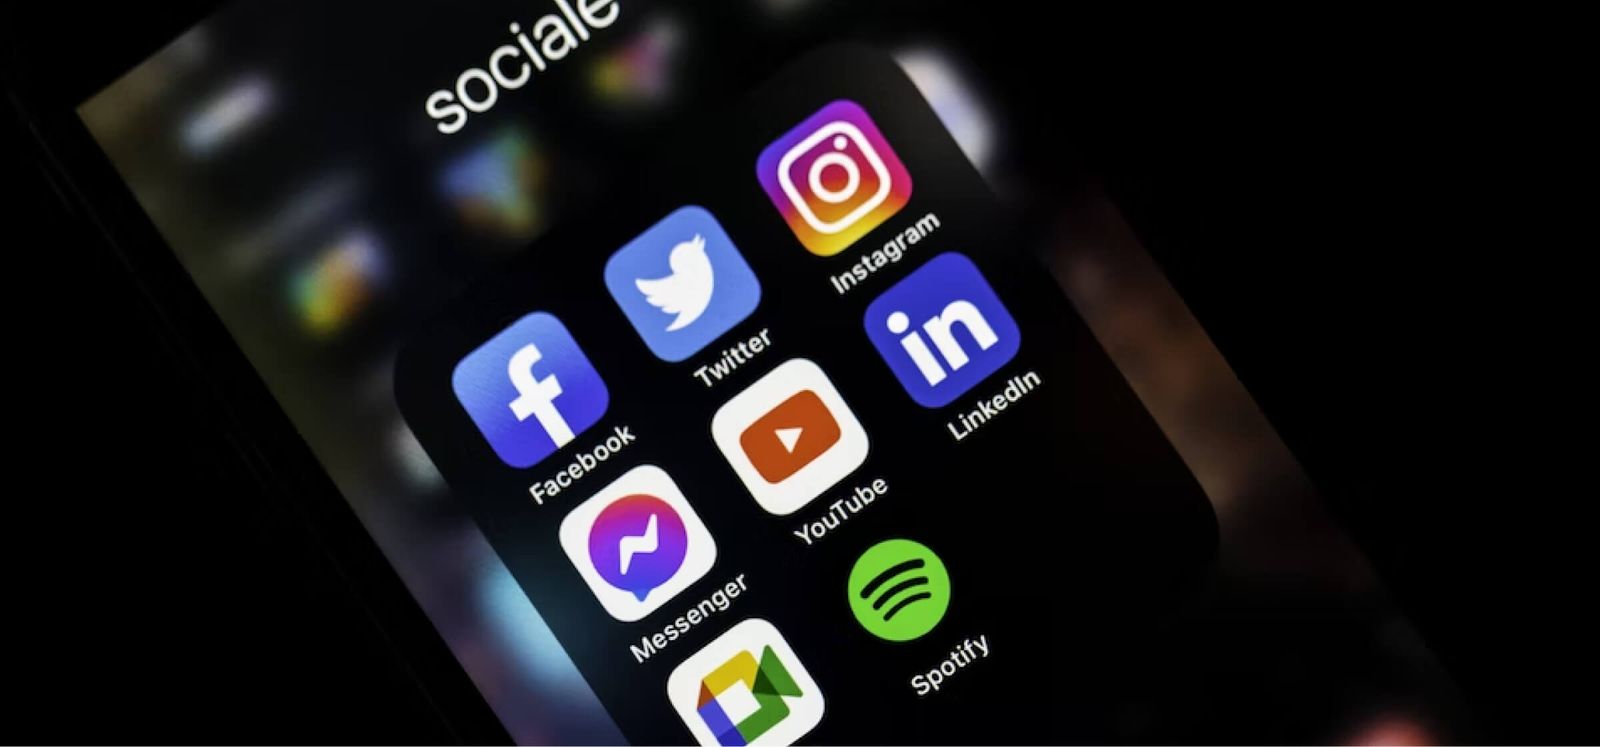 sociale
Facebook
Twitter
Instagram
Messenger
YouTube
LinkedIn
Spotify